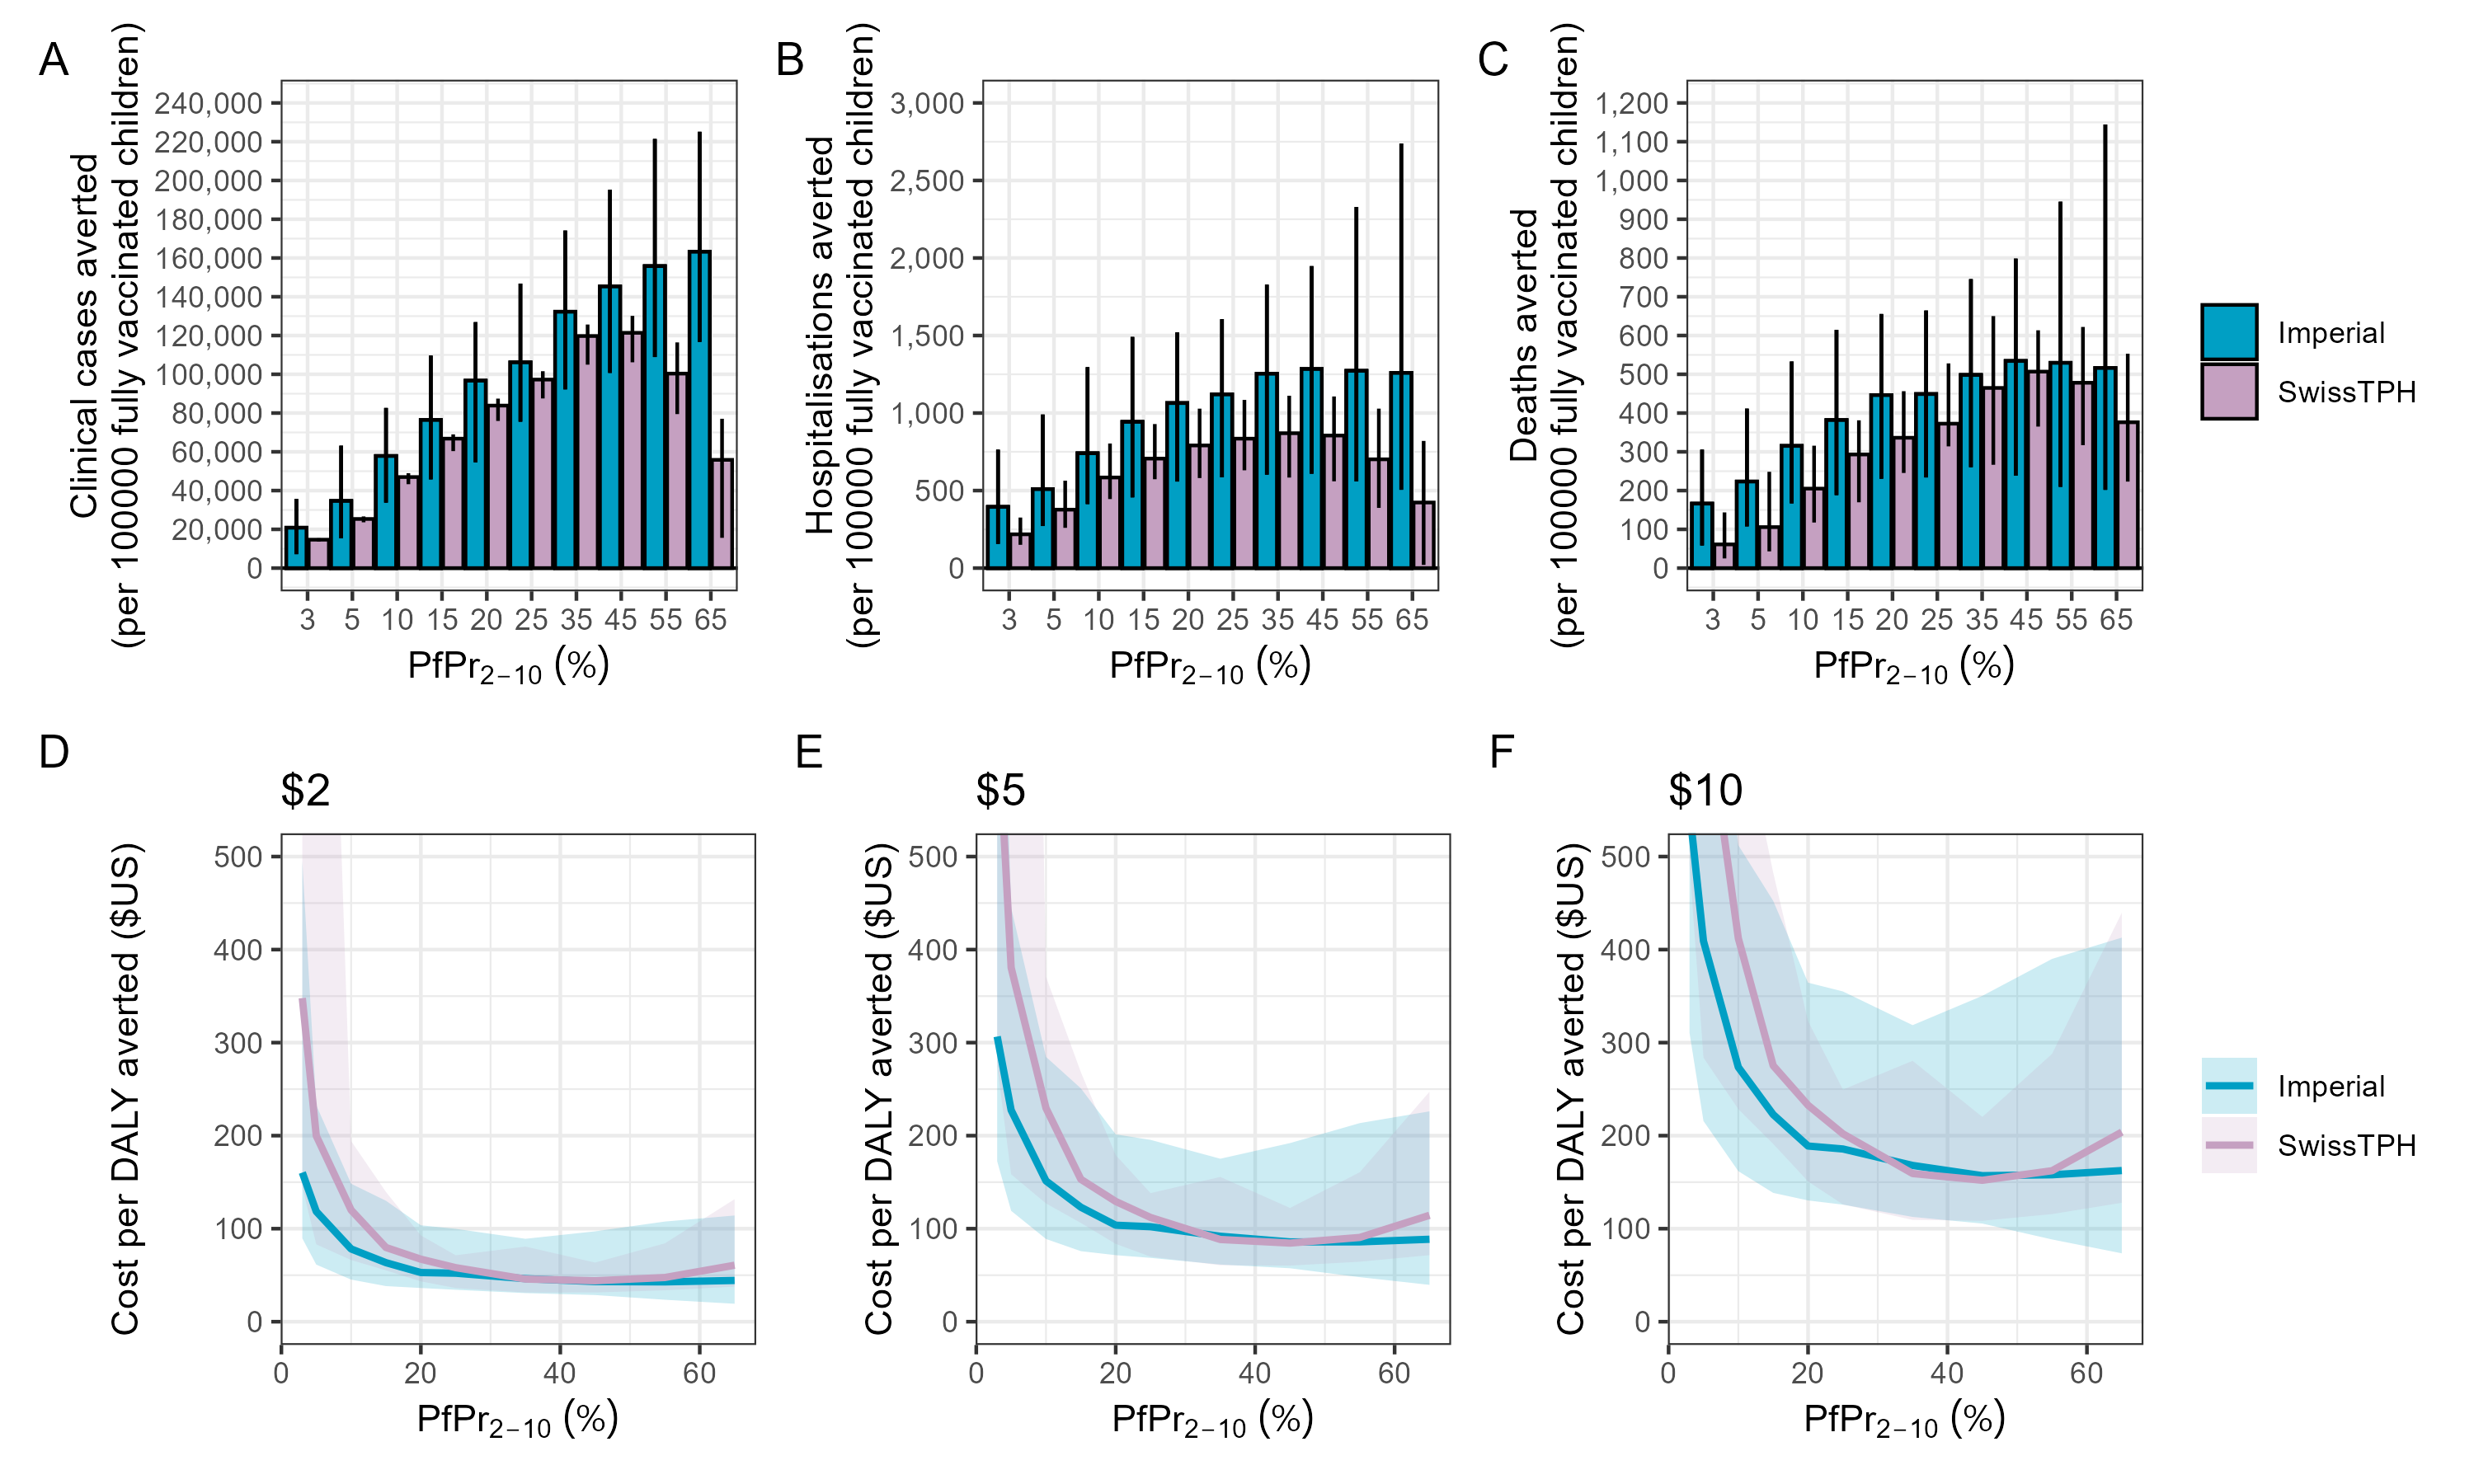 A
Clinical cases averted
(per 100000 fully vaccinated children)
240,000
220,000
200,000
180,000
160,000
140,000
120,000
100,000
80,000
60,000
40,000
20,000
0
3 5 10 15 20 25 35 45 55 65
PfPr2−10 (%)
B
Hospitalisations averted
(per 100000 fully vaccinated children)
3,000
2,500
2,000
1,500
1,000
500
0
3 5 10 15 20 25 35 45 55 65
PfPr2−10 (%)
C
Deaths averted
(per 100000 fully vaccinated children)
1,200
1,100
1,000
900
800
700
600
500
400
300
200
100
0
3 5 10 15 20 25 35 45 55 65
PfPr2−10 (%)
Imperial
SwissTPH
D
$2
Cost per DALY averted ($US)
500
400
300
200
100
0
0 20 40 60
PfPr2−10 (%)
E
$5
Cost per DALY averted ($US)
500
400
300
200
100
0
0 20 40 60
PfPr2−10 (%)
F
$10
Cost per DALY averted ($US)
500
400
300
200
100
0
0 20 40 60
PfPr2−10 (%)
Imperial
SwissTPH